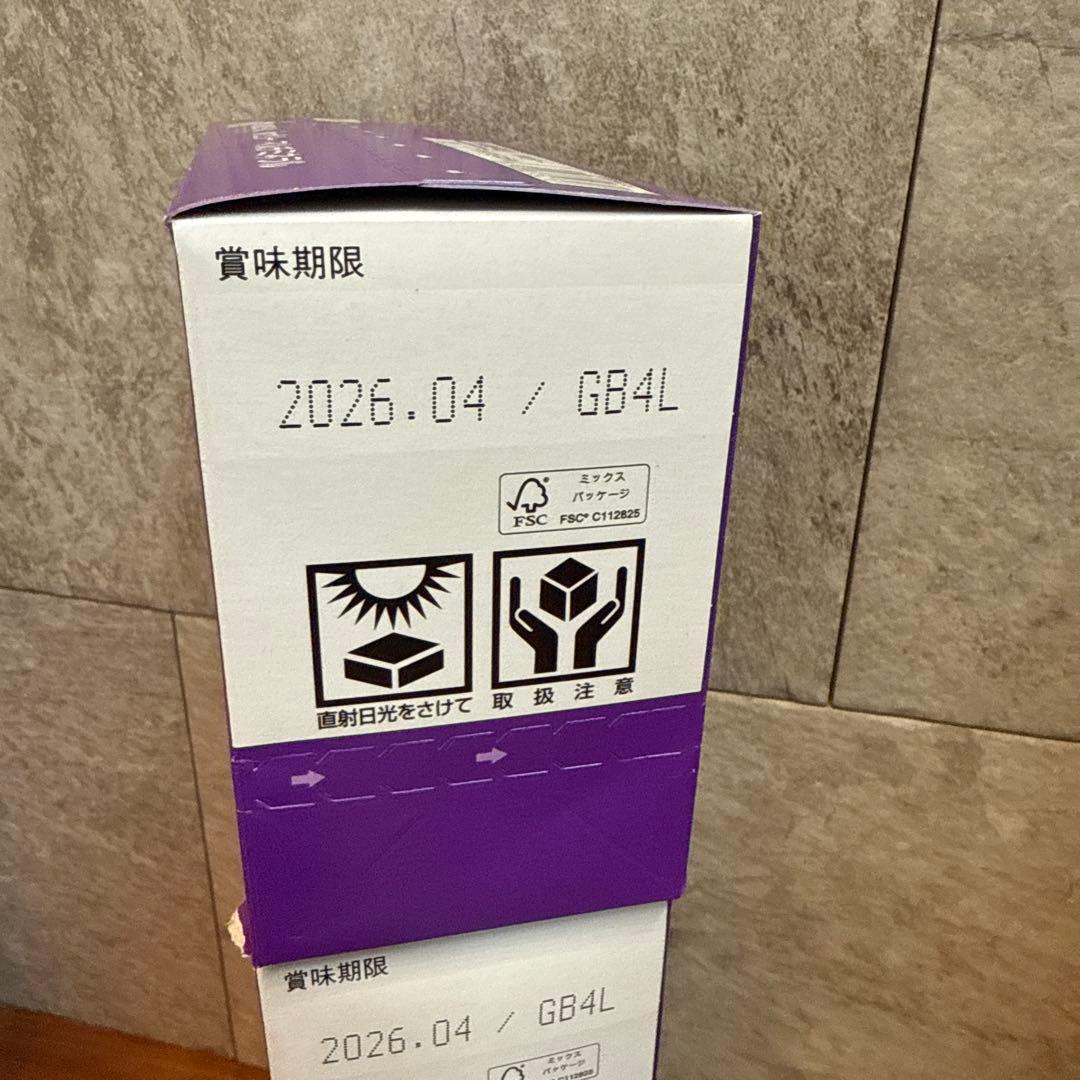 賞味期限
2026.04 / GB4L
ミックス
パッケージ
FSC
FSC® C112825
直射日光をさけて
取扱注意
賞味期限
2026.04 / GB4L
ミックス
パッケージ